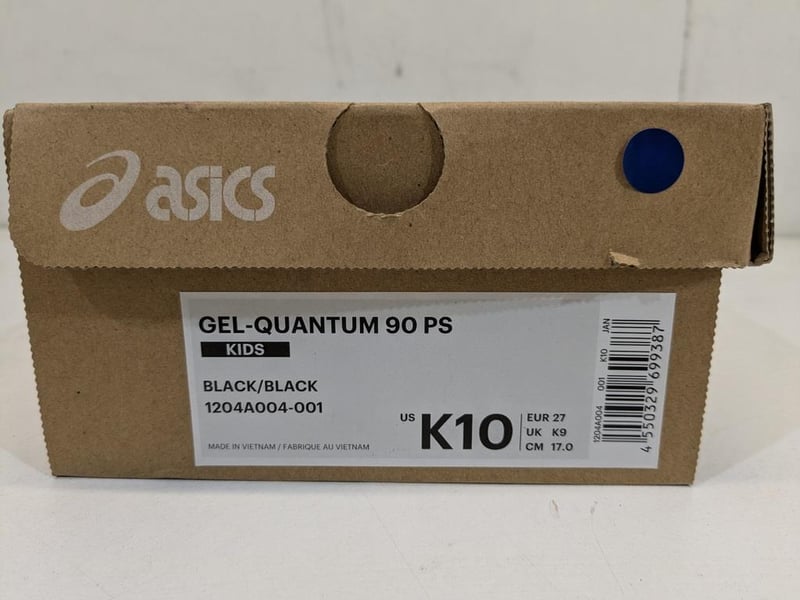 asics
GEL-QUANTUM 90 PS
KIDS
BLACK/BLACK
1204A004-001
MADE IN VIETNAM / FABRIQUE AU VIETNAM
US K10
EUR 27
UK K9
CM 17.0
1204A004 001 K10 JAN
4 550329 699387